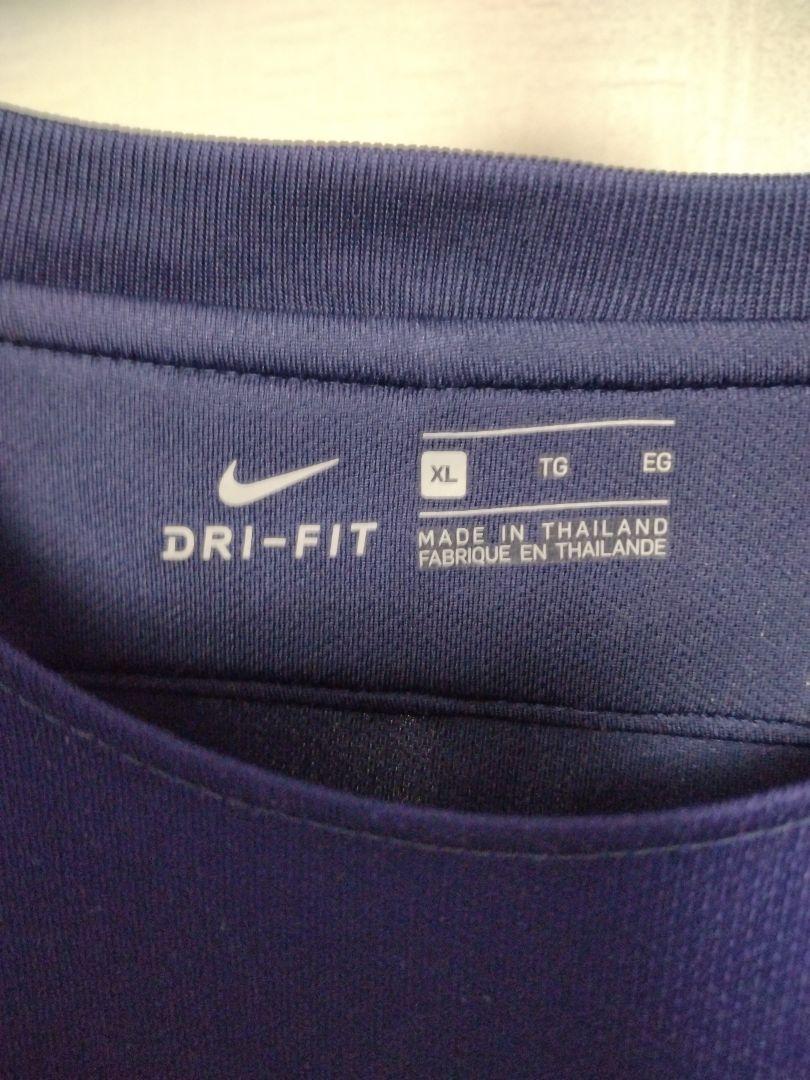 DRI-FIT
XL TG EG
MADE IN THAILAND
FABRIQUE EN THAILANDE